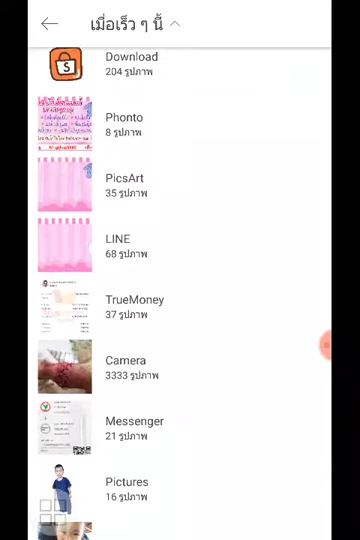 เมื่อเร็ว ๆ นี้
Download
204 รูปภาพ
Phonto
8 รูปภาพ
PicsArt
35 รูปภาพ
LINE
68 รูปภาพ
TrueMoney
37 รูปภาพ
Camera
3333 รูปภาพ
Messenger
21 รูปภาพ
Pictures
16 รูปภาพ